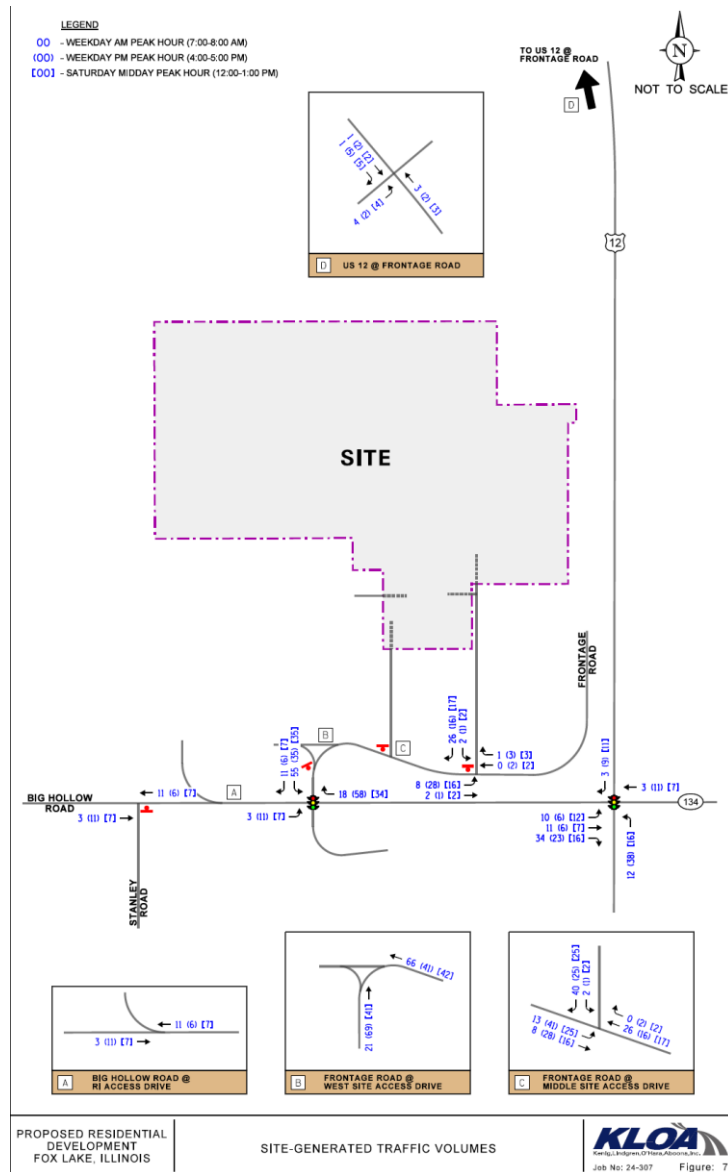 LEGEND
00 - WEEKDAY AM PEAK HOUR (7:00-8:00 AM)
(00) - WEEKDAY PM PEAK HOUR (4:00-5:00 PM)
[00] - SATURDAY MIDDAY PEAK HOUR (12:00-1:00 PM)
TO US 12 @
FRONTAGE ROAD
N
NOT TO SCALE
D
1 (2) [2]
1 (5) [5]
4 (2) [4]
3 (2) [3]
D US 12 @ FRONTAGE ROAD
12
SITE
FRONTAGE
ROAD
26 (16) [17]
2 (1) [2]
B
C
11 (6) [7]
55 (35) [35]
1 (3) [3]
0 (2) [2]
3 (9) [11]
8 (28) [16]
2 (1) [2]
11 (6) [7]
A
18 (58) [34]
3 (11) [7]
BIG HOLLOW
ROAD
134
3 (11) [7]
3 (11) [7]
10 (6) [12]
11 (6) [7]
34 (23) [16]
12 (38) [16]
STANLEY
ROAD
11 (6) [7]
3 (11) [7]
A BIG HOLLOW ROAD @
RI ACCESS DRIVE
66 (41) [42]
21 (69) [41]
B FRONTAGE ROAD @
WEST SITE ACCESS DRIVE
40 (25) [25]
2 (1) [2]
13 (41) [25]
8 (28) [16]
0 (2) [2]
26 (16) [17]
C FRONTAGE ROAD @
MIDDLE SITE ACCESS DRIVE
PROPOSED RESIDENTIAL
DEVELOPMENT
FOX LAKE, ILLINOIS
SITE-GENERATED TRAFFIC VOLUMES
KLOA
Kenig,Lindgren,O'Hara,Aboona,Inc.
Job No: 24-307 Figure: 7